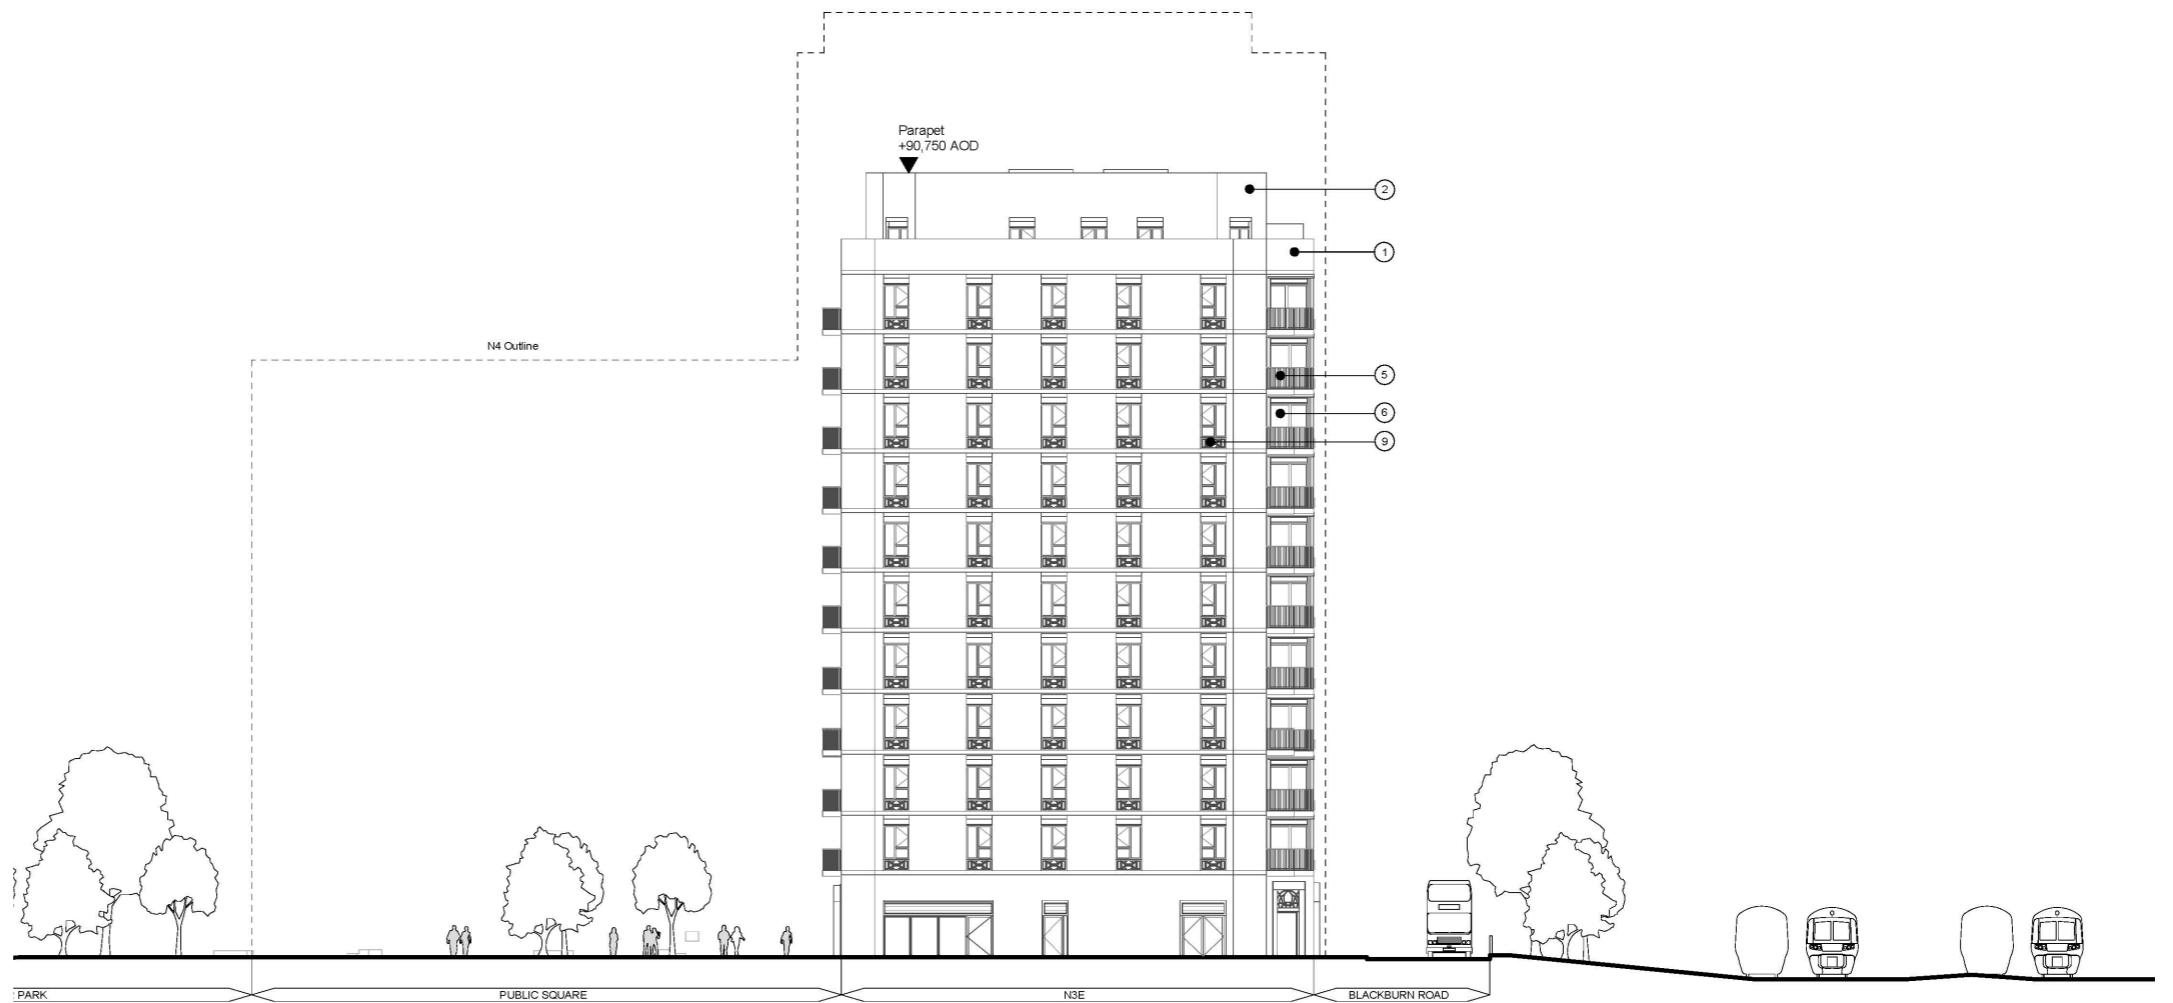 Parapet
+90,750 AOD
2
1
N4 Outline
5
6
9
PARK
PUBLIC SQUARE
N3E
BLACKBURN ROAD